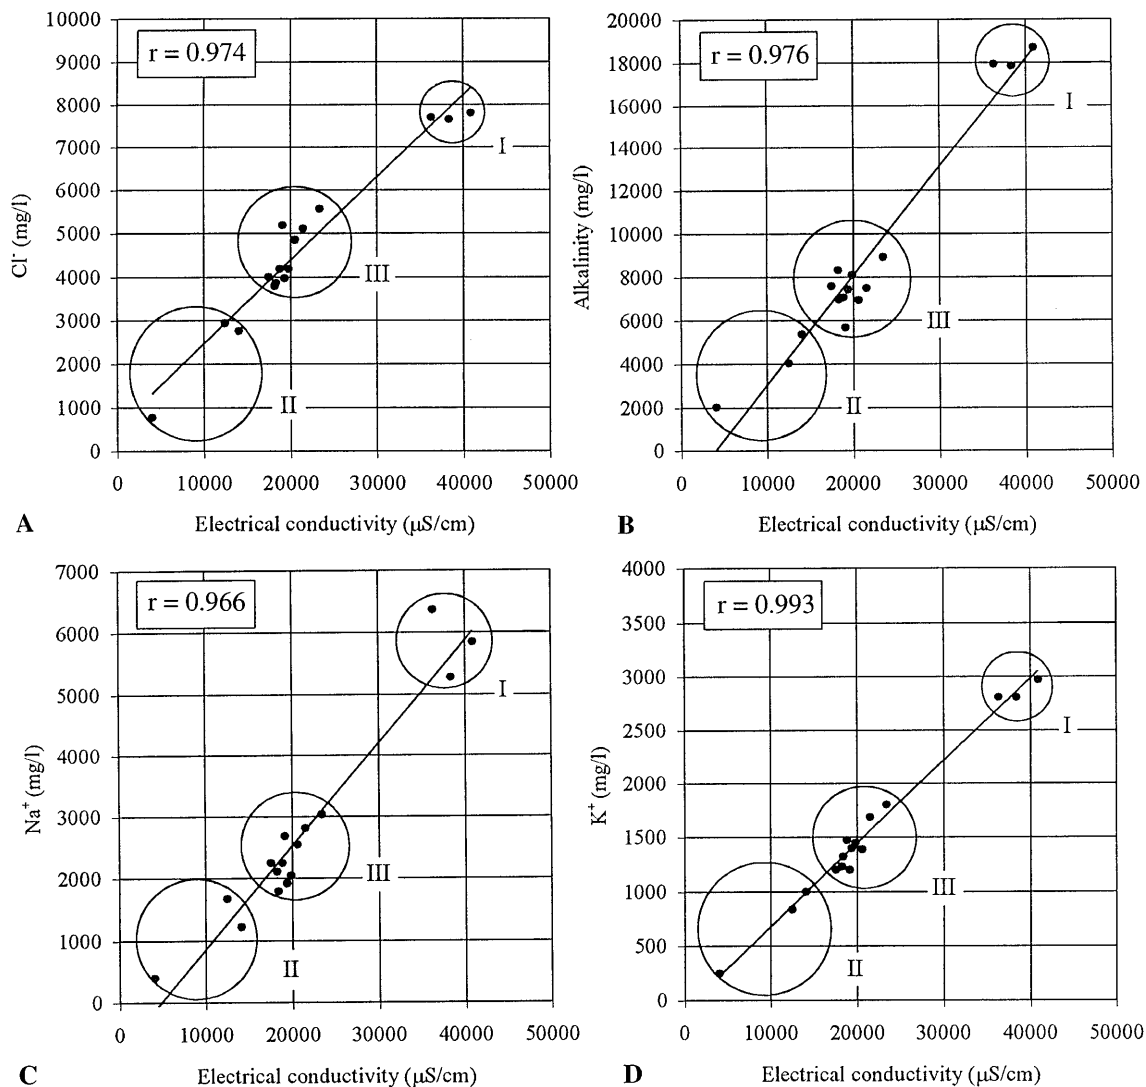 10000
9000
8000
7000
6000
5000
4000
3000
2000
1000
0
Cl⁻ (mg/l)
r = 0.974
I
III
II
0 10000 20000 30000 40000 50000
A Electrical conductivity (µS/cm)
20000
18000
16000
14000
12000
10000
8000
6000
4000
2000
0
Alkalinity (mg/l)
r = 0.976
I
III
II
0 10000 20000 30000 40000 50000
B Electrical conductivity (µS/cm)
7000
6000
5000
4000
3000
2000
1000
0
Na⁺ (mg/l)
r = 0.966
I
III
II
0 10000 20000 30000 40000 50000
C Electrical conductivity (µS/cm)
4000
3500
3000
2500
2000
1500
1000
500
0
K⁺ (mg/l)
r = 0.993
I
III
II
0 10000 20000 30000 40000 50000
D Electrical conductivity (µS/cm)